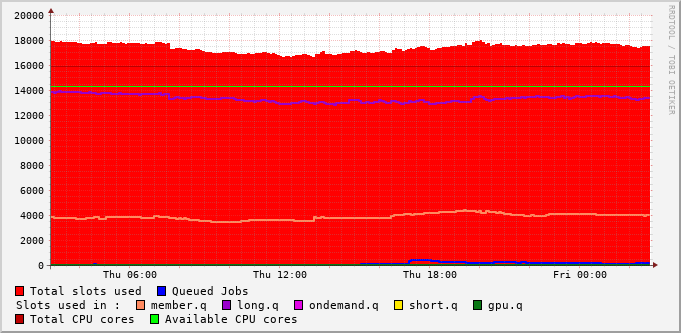 20000
18000
16000
14000
12000
10000
8000
6000
4000
2000
0
Thu 06:00 Thu 12:00 Thu 18:00 Fri 00:00
Total slots used Queued Jobs
Slots used in : member.q long.q ondemand.q short.q gpu.q
Total CPU cores Available CPU cores
RRDTOOL / TOBI OETIKER